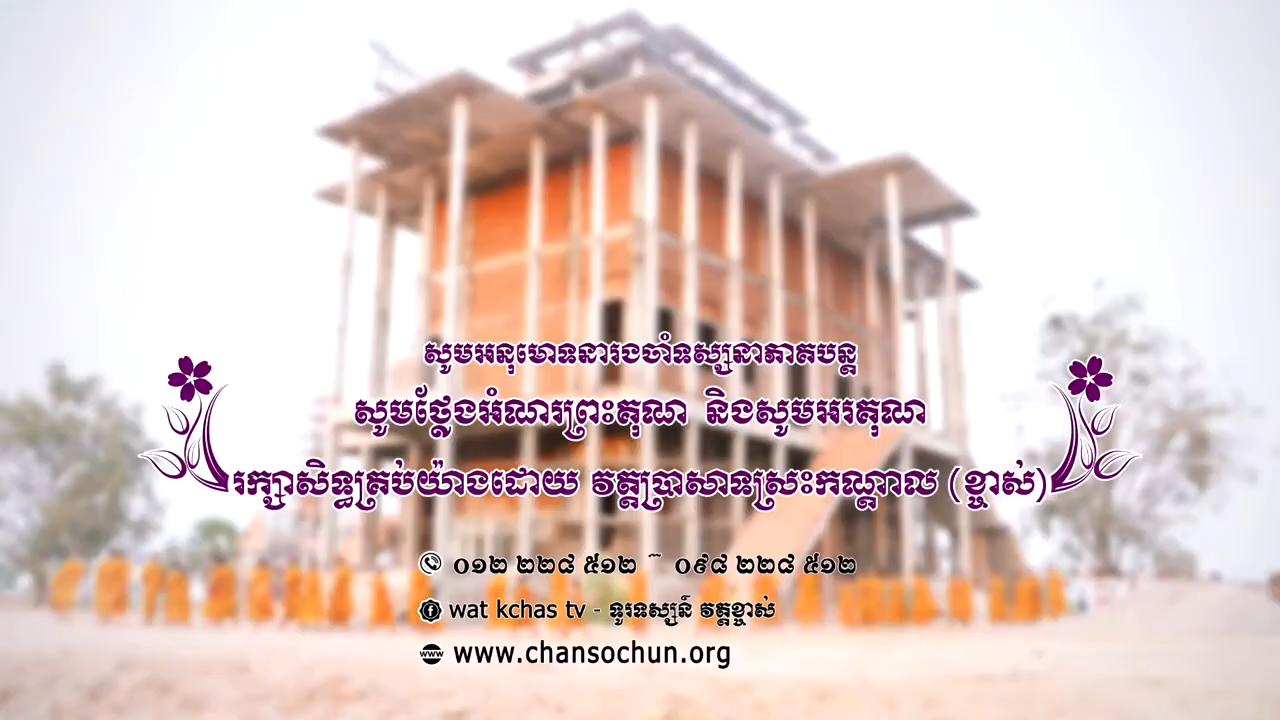 សូមអនុមោទនារងចាំទស្សនាភាគបន្ត
សូមថ្លែងអំណរព្រះគុណ និងសូមអរគុណ
រក្សាសិទ្ធគ្រប់យ៉ាងដោយ វត្តប្រាសាទស្រះកណ្តាល (ខ្ចាស់)
០១២ ២២៨ ៥១២ ~ ០៩៨ ២២៨ ៥១២
wat kchas tv - ទូរទស្សន៍ វត្តខ្ចាស់
www www.chansochun.org